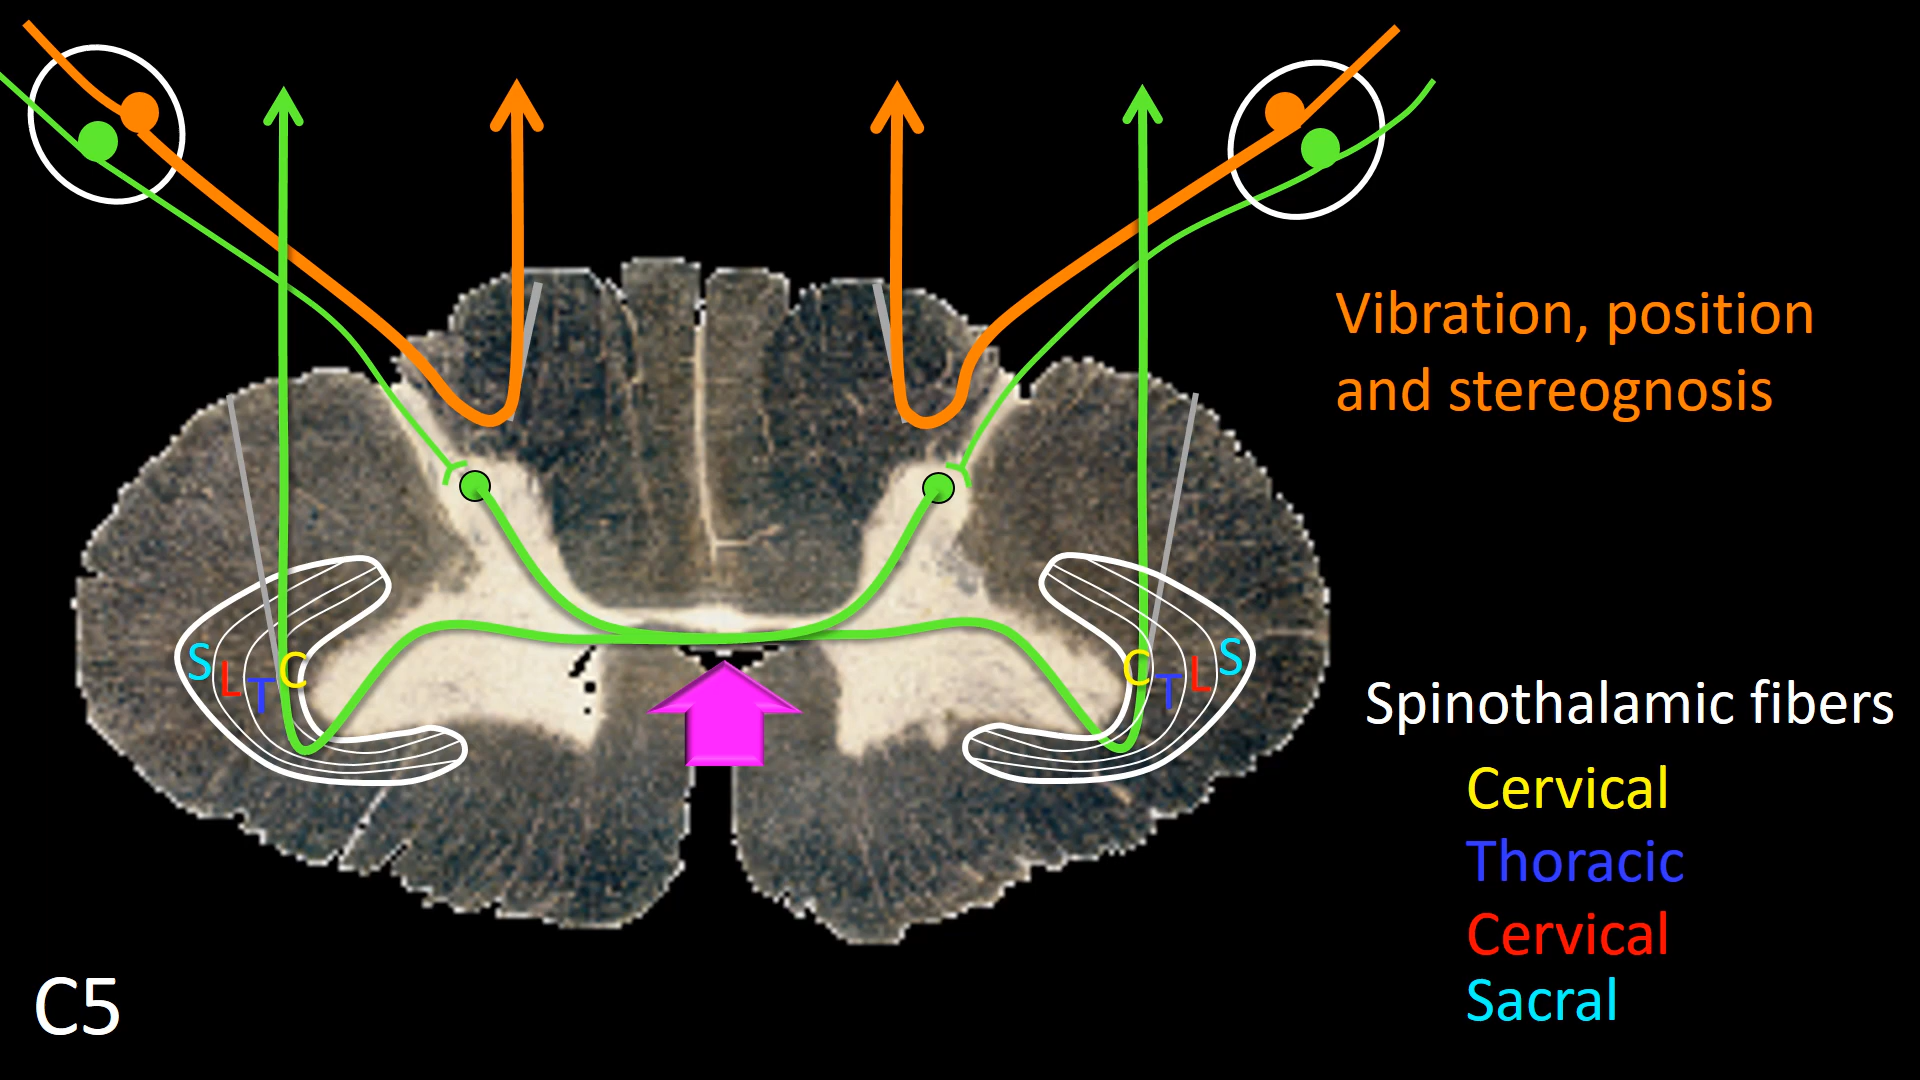 Vibration, position
and stereognosis
S L T C
C T L S
Spinothalamic fibers
Cervical
Thoracic
Cervical
Sacral
C5